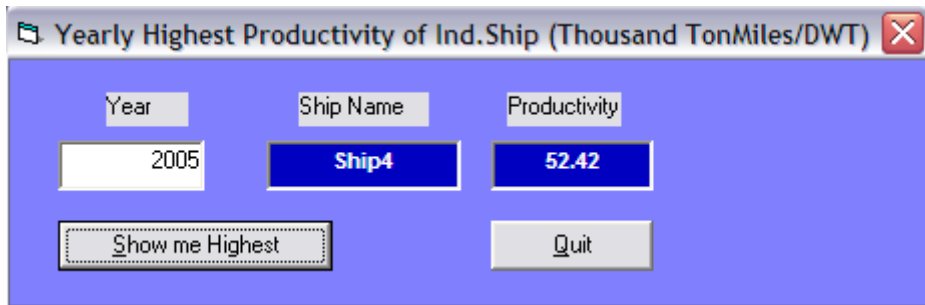 Yearly Highest Productivity of Ind.Ship (Thousand TonMiles/DWT)
Year Ship Name Productivity
2005 Ship4 52.42
Show me Highest Quit